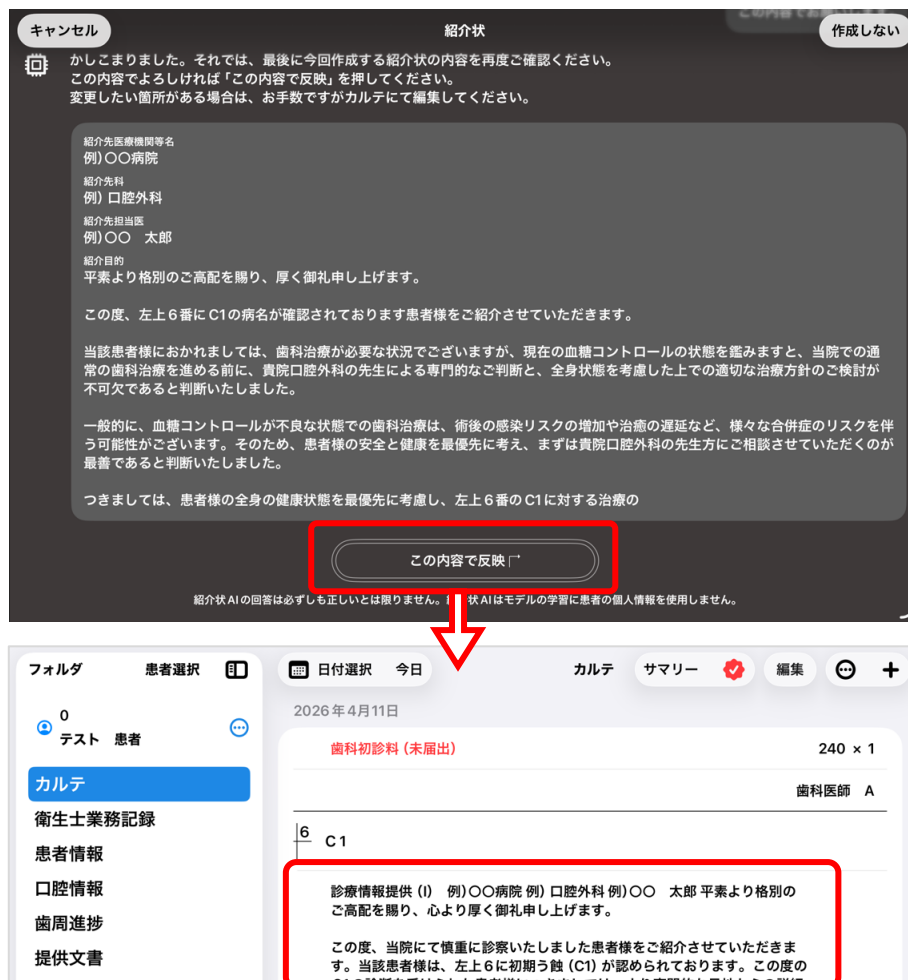 この内容でお願いします
キャンセル
紹介状
作成しない
かしこまりました。それでは、最後に今回作成する紹介状の内容を再度ご確認ください。
この内容でよろしければ「この内容で反映」を押してください。
変更したい箇所がある場合は、お手数ですがカルテにて編集してください。
紹介先医療機関等名
例)〇〇病院
紹介先科
例) 口腔外科
紹介先担当医
例)〇〇　太郎
紹介目的
平素より格別のご高配を賜り、厚く御礼申し上げます。
この度、左上6番にC1の病名が確認されております患者様をご紹介させていただきます。
当該患者様におかれましては、歯科治療が必要な状況でございますが、現在の血糖コントロールの状態を鑑みますと、当院での通
常の歯科治療を進める前に、貴院口腔外科の先生による専門的なご判断と、全身状態を考慮した上での適切な治療方針のご検討が
不可欠であると判断いたしました。
一般的に、血糖コントロールが不良な状態での歯科治療は、術後の感染リスクの増加や治癒の遅延など、様々な合併症のリスクを伴
う可能性がございます。そのため、患者様の安全と健康を最優先に考え、まずは貴院口腔外科の先生方にご相談させていただくのが
最善であると判断いたしました。
つきましては、患者様の全身の健康状態を最優先に考慮し、左上6番のC1に対する治療の
この内容で反映
紹介状AIの回答は必ずしも正しいとは限りません。 状AIはモデルの学習に患者の個人情報を使用しません。
フォルダ
患者選択
日付選択
今日
カルテ
サマリー
編集
0
テスト　患者
2026年4月11日
歯科初診料 (未届出)
240 × 1
カルテ
歯科医師　A
衛生士業務記録
6
C1
患者情報
口腔情報
診療情報提供 (I)　例)〇〇病院 例) 口腔外科 例)〇〇　太郎 平素より格別の
ご高配を賜り、心より厚く御礼申し上げます。
歯周進捗
提供文書
この度、当院にて慎重に診察いたしました患者様をご紹介させていただきま
す。当該患者様は、左上6に初期う蝕 (C1) が認められております。この度の